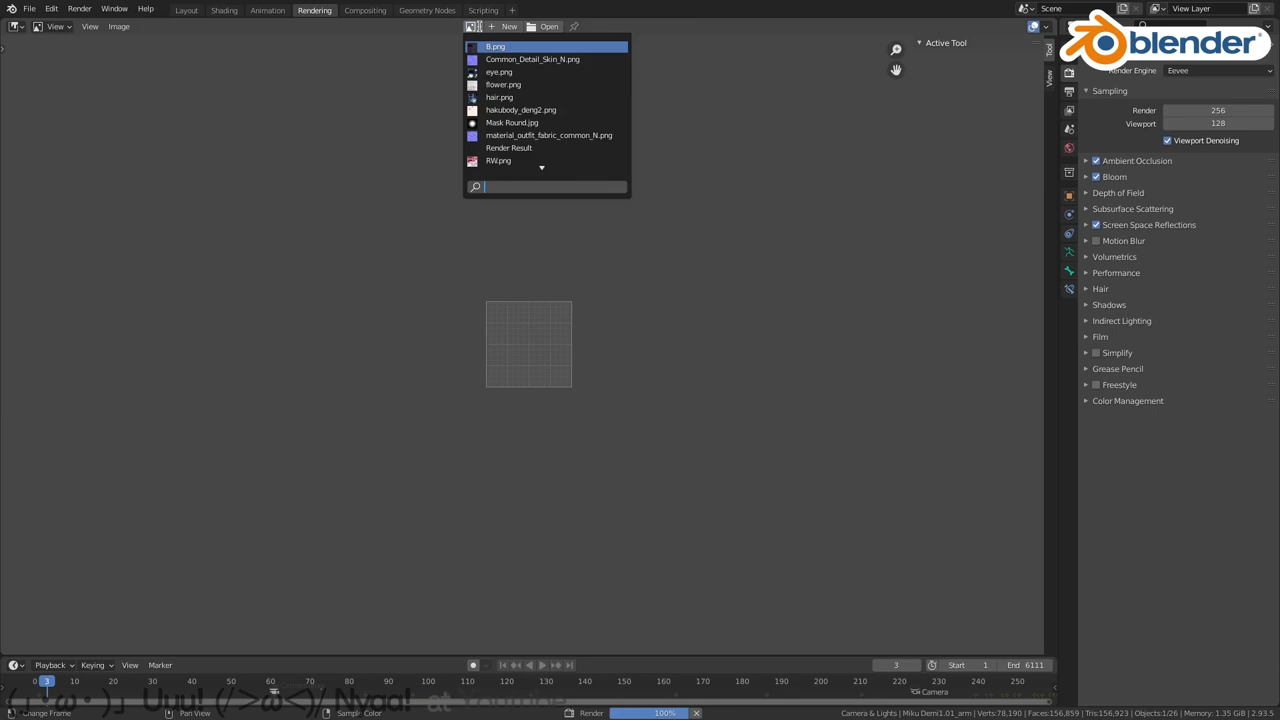 File Edit Render Window Help Layout Shading Animation Rendering Compositing Geometry Nodes Scripting + Scene View Layer
View View Image + New Open
blender
Active Tool
Tool
View
B.png
Common_Detail_Skin_N.png
eye.png
flower.png
hair.png
hakubody_deng2.png
Mask Round.jpg
material_outfit_fabric_common_N.png
Render Result
RW.png
Render Engine Eevee
Sampling
Render 256
Viewport 128
Viewport Denoising
Ambient Occlusion
Bloom
Depth of Field
Subsurface Scattering
Screen Space Reflections
Motion Blur
Volumetrics
Performance
Hair
Shadows
Indirect Lighting
Film
Simplify
Grease Pencil
Freestyle
Color Management
Playback Keying View Marker 3 Start 1 End 6111
0 3 10 20 30 40 50 60 70 80 90 100 110 120 130 140 150 160 170 180 190 200 210 220 230 240 250
Camera
Uuu! (/>ω</ Nyaa! at Youtube
Change Frame Pan View Sample Color Render 100% Camera & Lights | Miku Demi1.01_arm | Verts:78,190 | Faces:156,859 | Tris:156,923 | Objects:1/26 | Memory: 1.35 GiB | 2.93.5